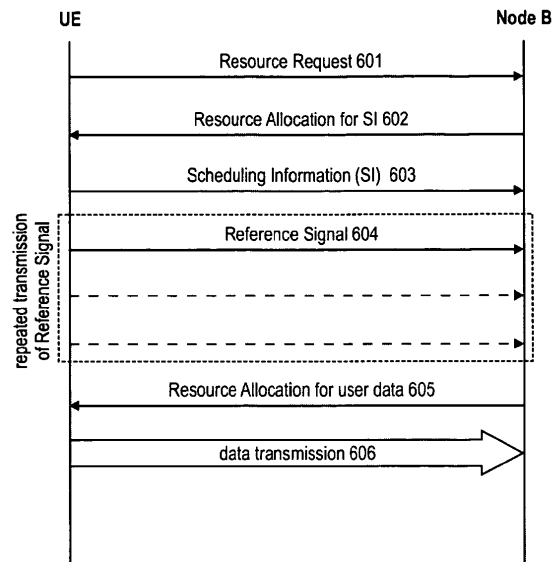 UE
Node B
Resource Request 601
Resource Allocation for SI 602
Scheduling Information (SI) 603
repeated transmission
of Reference Signal
Reference Signal 604
Resource Allocation for user data 605
data transmission 606